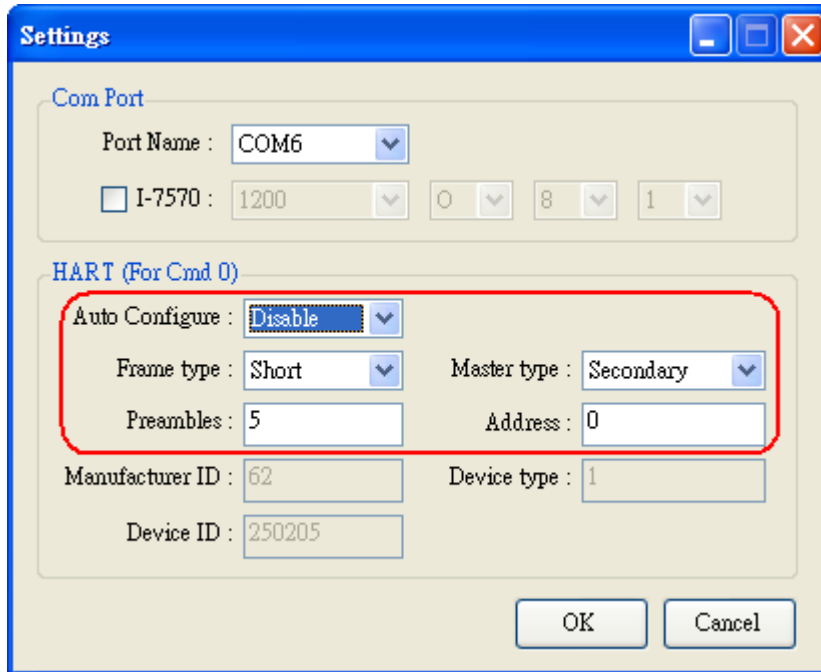 Settings
Com Port
Port Name : COM6
I-7570 : 1200 O 8 1
HART (For Cmd 0)
Auto Configure : Disable
Frame type : Short Master type : Secondary
Preambles : 5 Address : 0
Manufacturer ID : 62 Device type : 1
Device ID : 250205
OK Cancel